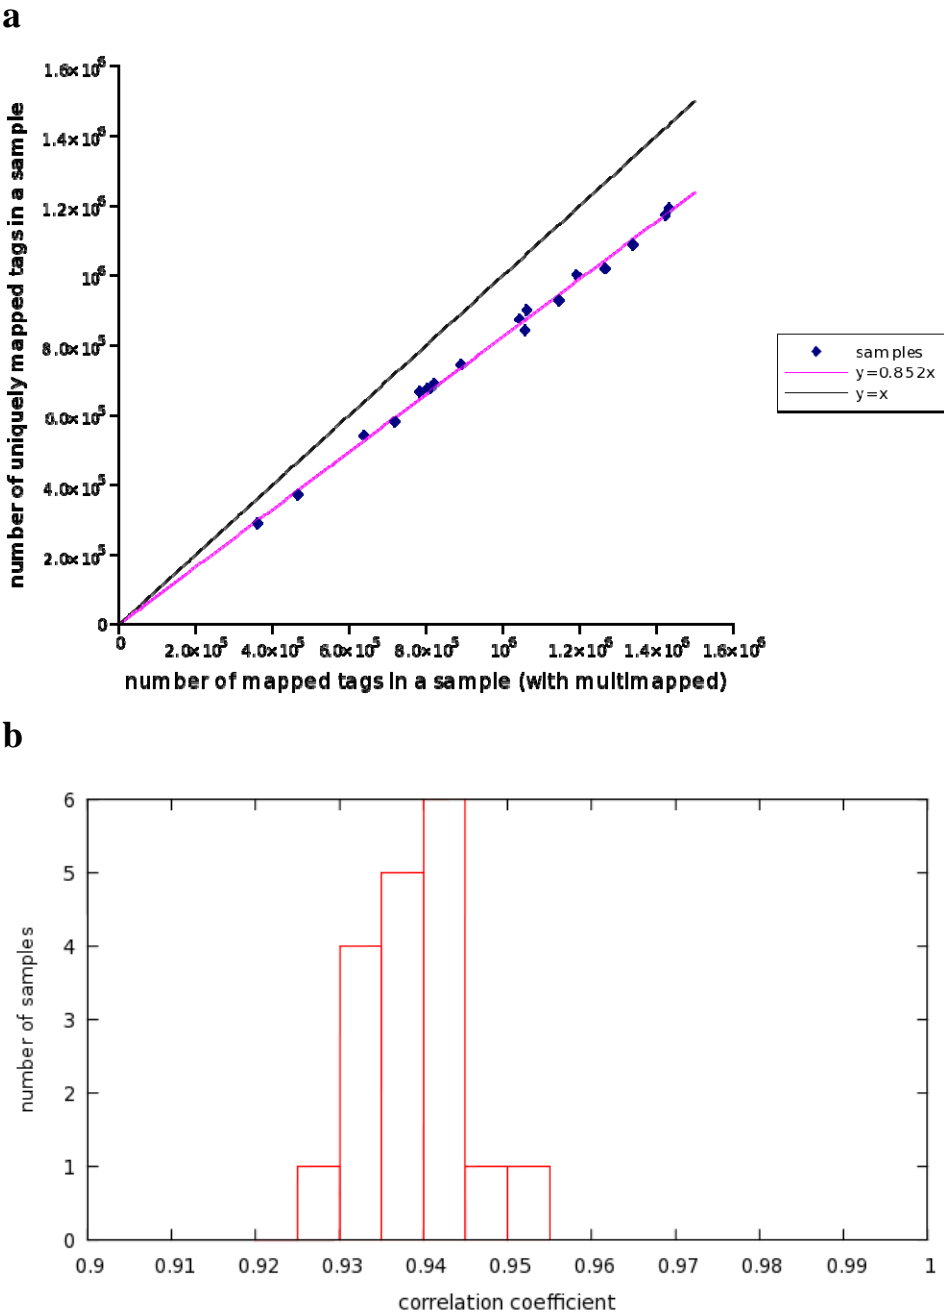 a
1.6×10⁶
1.4×10⁶
1.2×10⁶
10⁶
8.0×10⁵
6.0×10⁵
4.0×10⁵
2.0×10⁵
0
number of uniquely mapped tags in a sample
0 2.0×10⁵ 4.0×10⁵ 6.0×10⁵ 8.0×10⁵ 10⁶ 1.2×10⁶ 1.4×10⁶ 1.6×10⁶
number of mapped tags in a sample (with multimapped)
samples
y=0.852x
y=x
b
6
5
4
3
2
1
0
number of samples
0.9 0.91 0.92 0.93 0.94 0.95 0.96 0.97 0.98 0.99 1
correlation coefficient